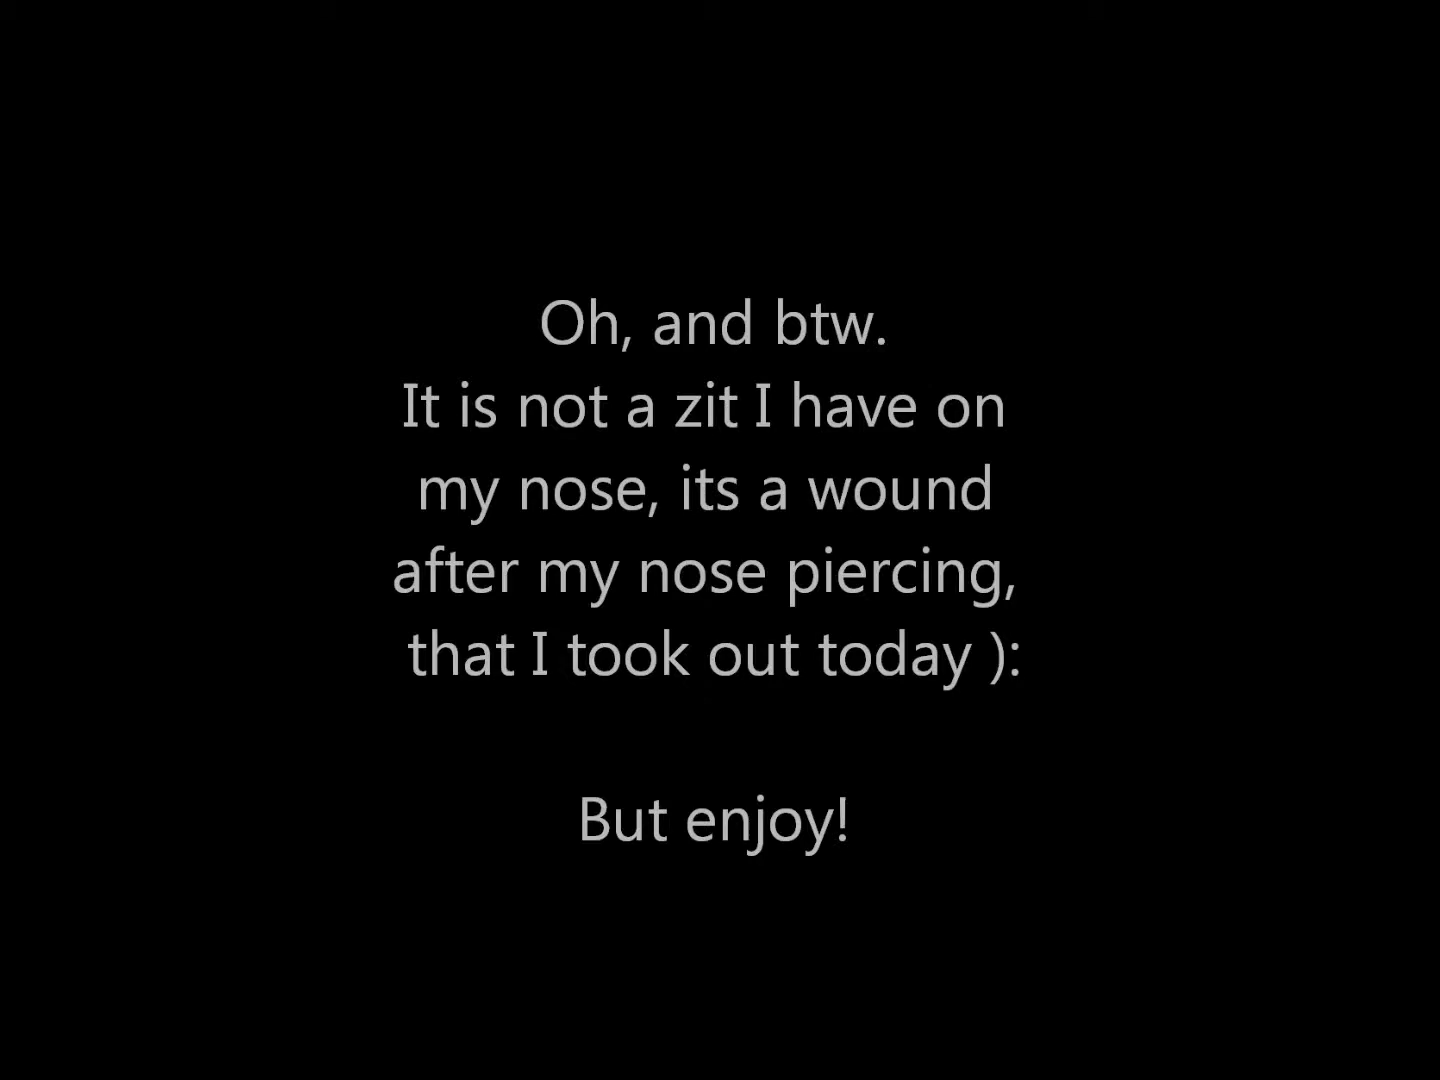 Oh, and btw.
It is not a zit I have on
my nose, its a wound
after my nose piercing,
that I took out today ):
But enjoy!